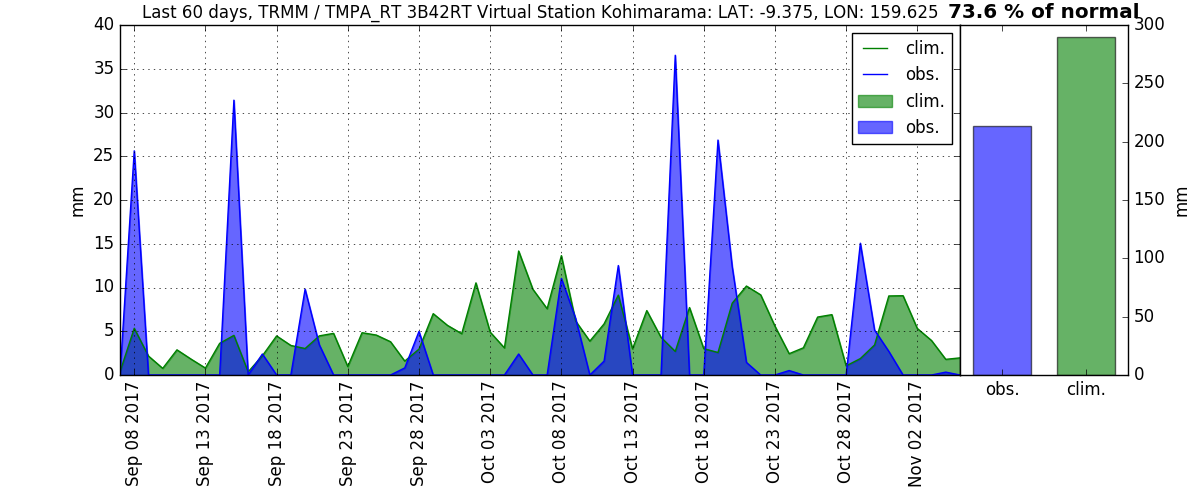 Last 60 days, TRMM / TMPA_RT 3B42RT Virtual Station Kohimarama: LAT: -9.375, LON: 159.625 73.6 % of normal
40
35
30
25
20
15
10
5
0
mm
clim.
obs.
clim.
obs.
300
250
200
150
100
50
0
mm
Sep 08 2017
Sep 13 2017
Sep 18 2017
Sep 23 2017
Sep 28 2017
Oct 03 2017
Oct 08 2017
Oct 13 2017
Oct 18 2017
Oct 23 2017
Oct 28 2017
Nov 02 2017
obs.
clim.